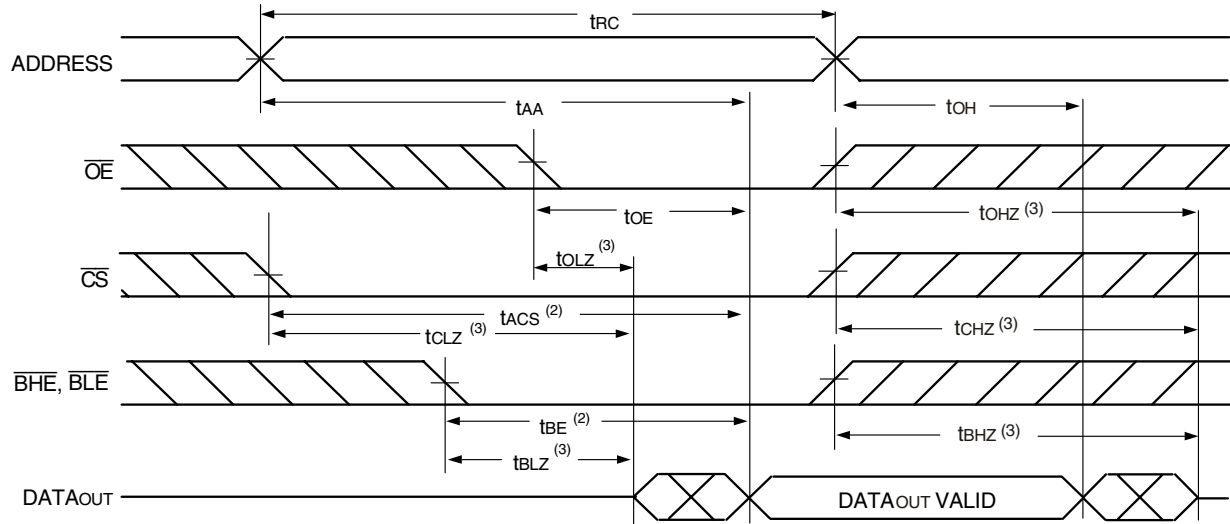 tRC
ADDRESS
tAA
tOH
OE
tOE
tOHZ (3)
tOLZ (3)
CS
tACS (2)
tCLZ (3)
tCHZ (3)
BHE, BLE
tBE (2)
tBHZ (3)
tBLZ (3)
DATAOUT
DATAOUT VALID